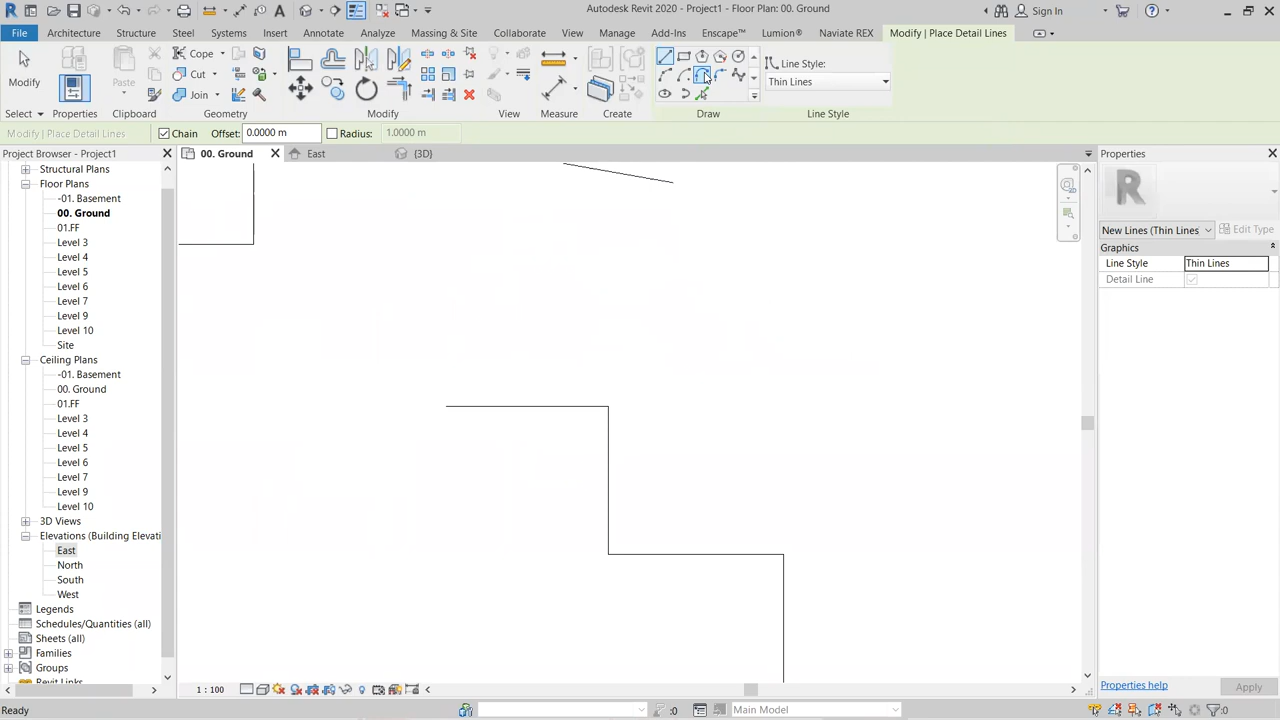 Autodesk Revit 2020 - Project1 - Floor Plan: 00. Ground
Sign In
File Architecture Structure Steel Systems Insert Annotate Analyze Massing & Site Collaborate View Manage Add-Ins Enscape™ Lumion® Naviate REX Modify | Place Detail Lines
Modify
Paste
Cope
Cut
Join
Line Style:
Thin Lines
Select Properties Clipboard Geometry Modify View Measure Create Draw Line Style
Modify | Place Detail Lines Chain Offset: 0.0000 m Radius: 1.0000 m
Project Browser - Project1
00. Ground East (3D)
Properties
Structural Plans
Floor Plans
-01. Basement
00. Ground
01.FF
Level 3
Level 4
Level 5
Level 6
Level 7
Level 9
Level 10
Site
Ceiling Plans
-01. Basement
00. Ground
01.FF
Level 3
Level 4
Level 5
Level 6
Level 7
Level 9
Level 10
3D Views
Elevations (Building Elevati
East
North
South
West
Legends
Schedules/Quantities (all)
Sheets (all)
Families
Groups
Revit Links
New Lines (Thin Lines Edit Type
Graphics
Line Style Thin Lines
Detail Line
Properties help Apply
1 : 100
Ready :0 Main Model :0